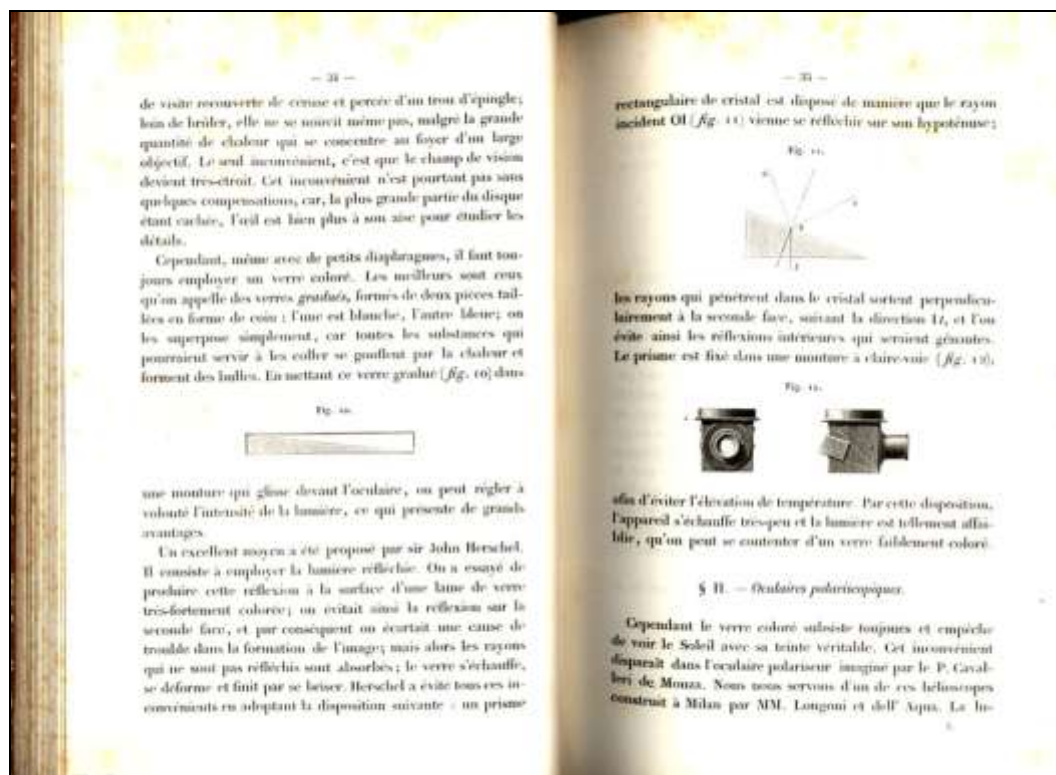 — 34 —
de visite recouverte de céruse et percée d'un trou d'épingle;
loin de brûler, elle ne se noircit même pas, malgré la grande
quantité de chaleur qui se concentre au foyer d'un large
objectif. Le seul inconvénient, c'est que le champ de vision
devient très-étroit. Cet inconvénient n'est pourtant pas sans
quelques compensations, car, la plus grande partie du disque
étant cachée, l'œil est bien plus à son aise pour étudier les
détails.
Cependant, même avec de petits diaphragmes, il faut tou-
jours employer un verre coloré. Les meilleurs sont ceux
qu'on appelle des verres gradués, formés de deux pièces tail-
lées en forme de coin : l'une est blanche, l'autre bleue; on
les superpose simplement, car toutes les substances qui
pourraient servir à les coller se gonflent par la chaleur et
forment des bulles. En mettant ce verre gradué (fig. 10) dans
Fig. 10.
une monture qui glisse devant l'oculaire, on peut régler à
volonté l'intensité de la lumière, ce qui présente de grands
avantages.
Un excellent moyen a été proposé par sir John Herschel.
Il consiste à employer la lumière réfléchie. On a essayé de
produire cette réflexion à la surface d'une lame de verre
très-fortement colorée; on évitait ainsi la réflexion sur la
seconde face, et par conséquent on écartait une cause de
trouble dans la formation de l'image; mais alors les rayons
qui ne sont pas réfléchis sont absorbés; le verre s'échauffe,
se déforme et finit par se briser. Herschel a évité tous ces in-
convénients en adoptant la disposition suivante : un prisme
— 35 —
rectangulaire de cristal est disposé de manière que le rayon
incident OI (fig. 11) vienne se réfléchir sur son hypoténuse;
Fig. 11.
les rayons qui pénètrent dans le cristal sortent perpendicu-
lairement à la seconde face, suivant la direction It, et l'on
évite ainsi les réflexions intérieures qui seraient gênantes.
Le prisme est fixé dans une monture à claire-voie (fig. 12),
Fig. 12.
afin d'éviter l'élévation de température. Par cette disposition,
l'appareil s'échauffe très-peu et la lumière est tellement affai-
blie, qu'on peut se contenter d'un verre faiblement coloré.
§ II. — Oculaires polariscopiques.
Cependant le verre coloré subsiste toujours et empêche
de voir le Soleil avec sa teinte véritable. Cet inconvénient
disparaît dans l'oculaire polariseur imaginé par le P. Caval-
leri de Monza. Nous nous servons d'un de ces hélioscopes
construit à Milan par MM. Longoni et dell' Aqua. La lu-